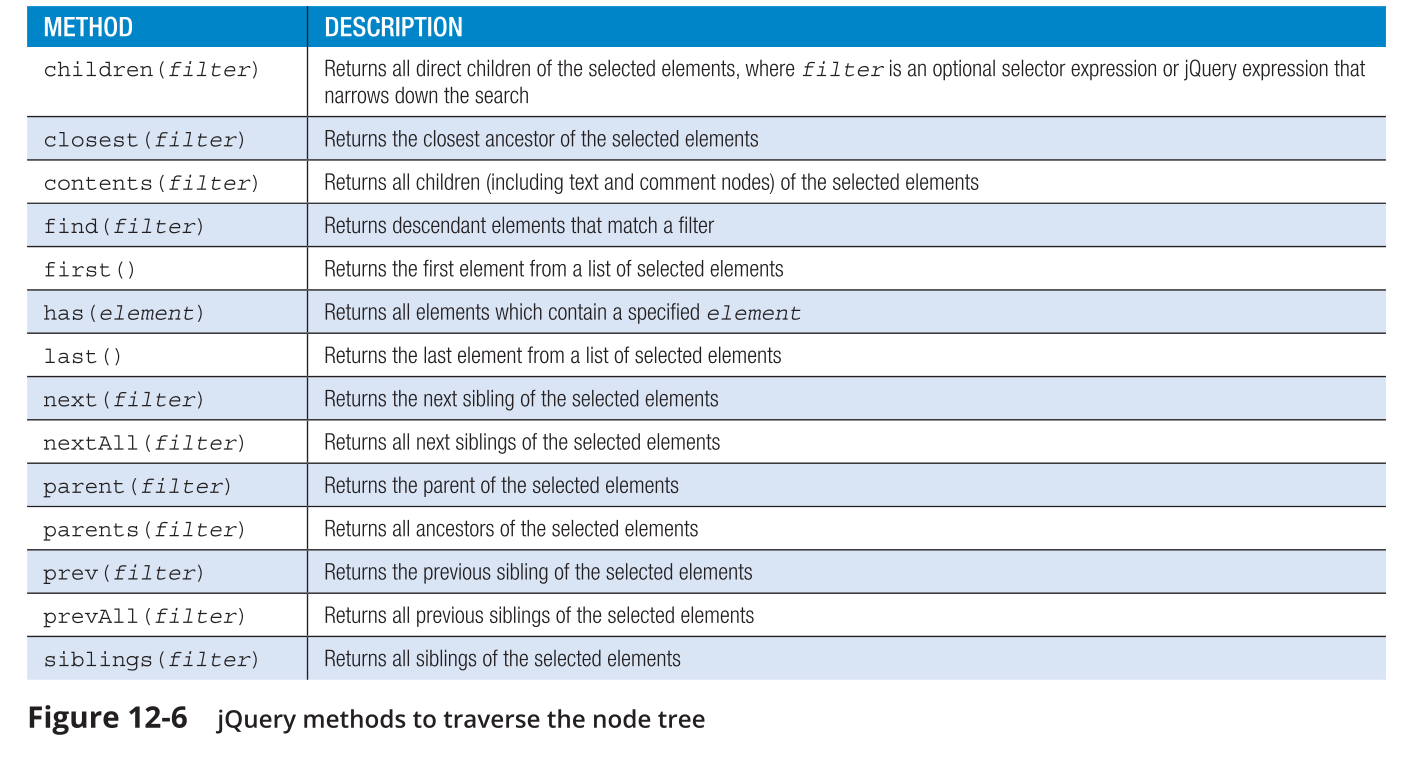 METHOD DESCRIPTION
children(filter) Returns all direct children of the selected elements, where filter is an optional selector expression or jQuery expression that
narrows down the search
closest(filter) Returns the closest ancestor of the selected elements
contents(filter) Returns all children (including text and comment nodes) of the selected elements
find(filter) Returns descendant elements that match a filter
first() Returns the first element from a list of selected elements
has(element) Returns all elements which contain a specified element
last() Returns the last element from a list of selected elements
next(filter) Returns the next sibling of the selected elements
nextAll(filter) Returns all next siblings of the selected elements
parent(filter) Returns the parent of the selected elements
parents(filter) Returns all ancestors of the selected elements
prev(filter) Returns the previous sibling of the selected elements
prevAll(filter) Returns all previous siblings of the selected elements
siblings(filter) Returns all siblings of the selected elements
Figure 12-6 jQuery methods to traverse the node tree